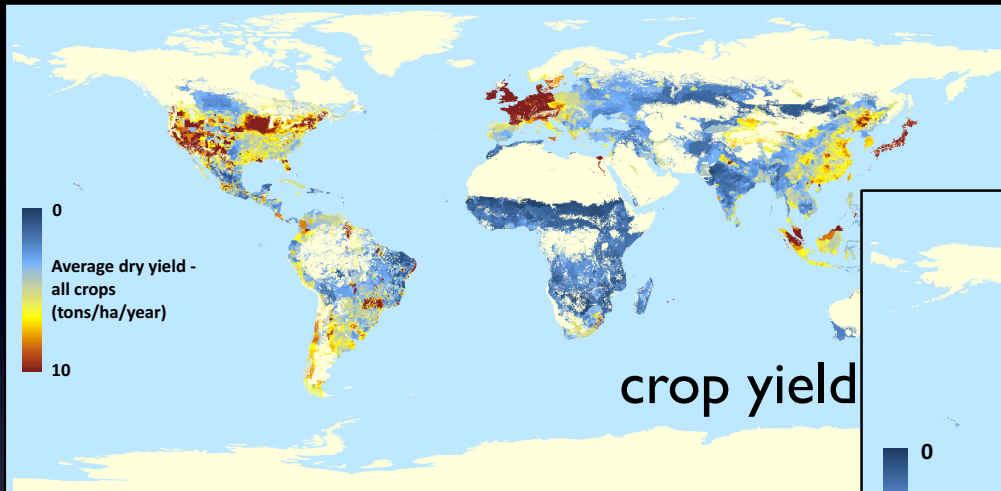 0
Average dry yield -
all crops
(tons/ha/year)
10
crop yield
0